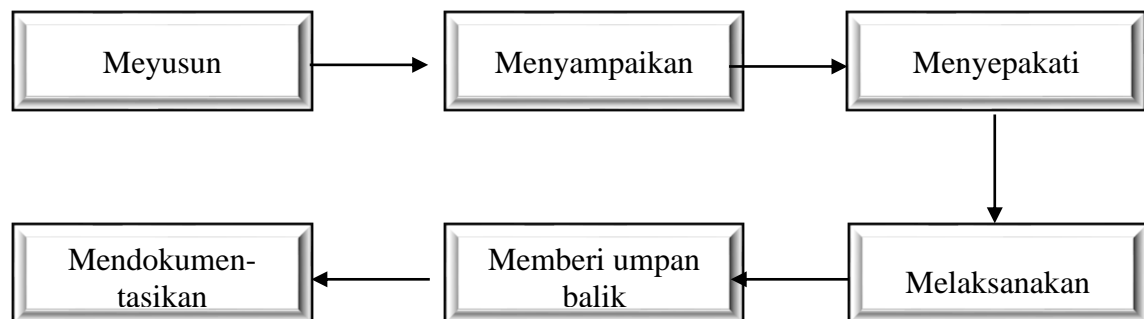 Meyusun
Menyampaikan
Menyepakati
Melaksanakan
Memberi umpan
balik
Mendokumen-
tasikan